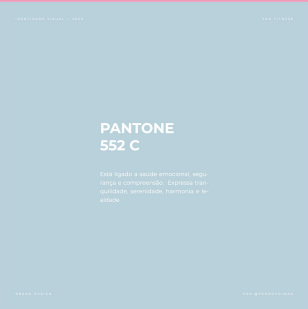 PANTONE
552 C
Está ligado a saúde emocional, segu-
rança e compreensão. Expressa tran-
quilidade, serenidade, harmonia e le-
aldade.